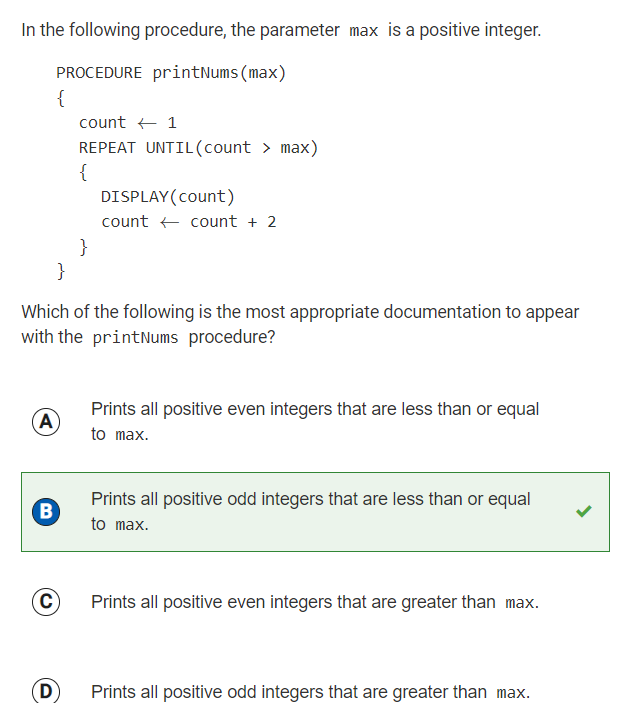 In the following procedure, the parameter max is a positive integer.
PROCEDURE printNums(max)
{
count ← 1
REPEAT UNTIL(count > max)
{
DISPLAY(count)
count ← count + 2
}
}
Which of the following is the most appropriate documentation to appear
with the printNums procedure?
A
Prints all positive even integers that are less than or equal
to max.
B
Prints all positive odd integers that are less than or equal
to max.
C
Prints all positive even integers that are greater than max.
D
Prints all positive odd integers that are greater than max.